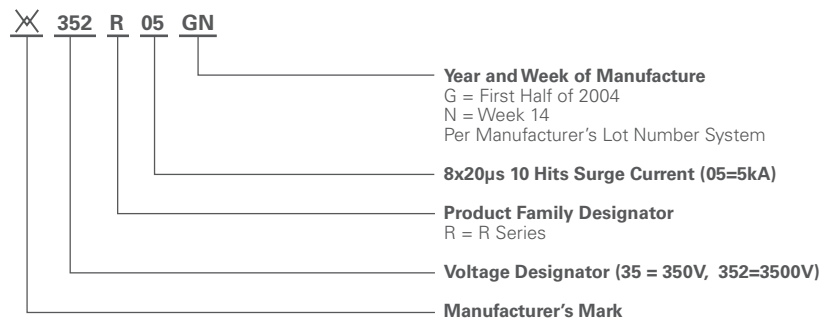 352 R 05 GN
Year and Week of Manufacture
G = First Half of 2004
N = Week 14
Per Manufacturer's Lot Number System
8x20µs 10 Hits Surge Current (05=5kA)
Product Family Designator
R = R Series
Voltage Designator (35 = 350V, 352=3500V)
Manufacturer's Mark